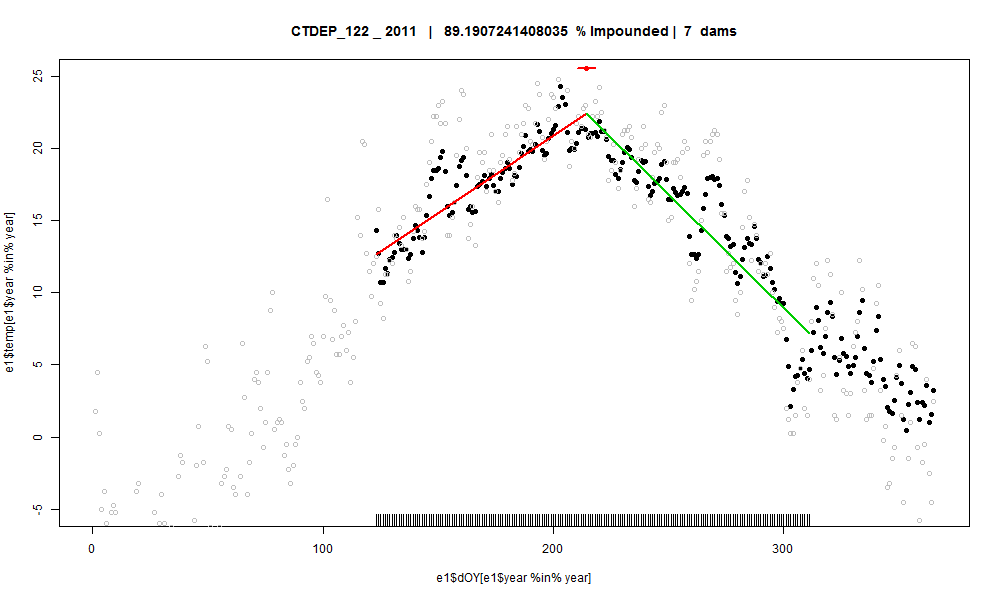 CTDEP_122 _ 2011 | 89.1907241408035 % Impounded | 7 dams
e1$temp[e1$year %in% year]
25
20
15
10
5
0
-5
0 100 200 300
e1$dOY[e1$year %in% year]